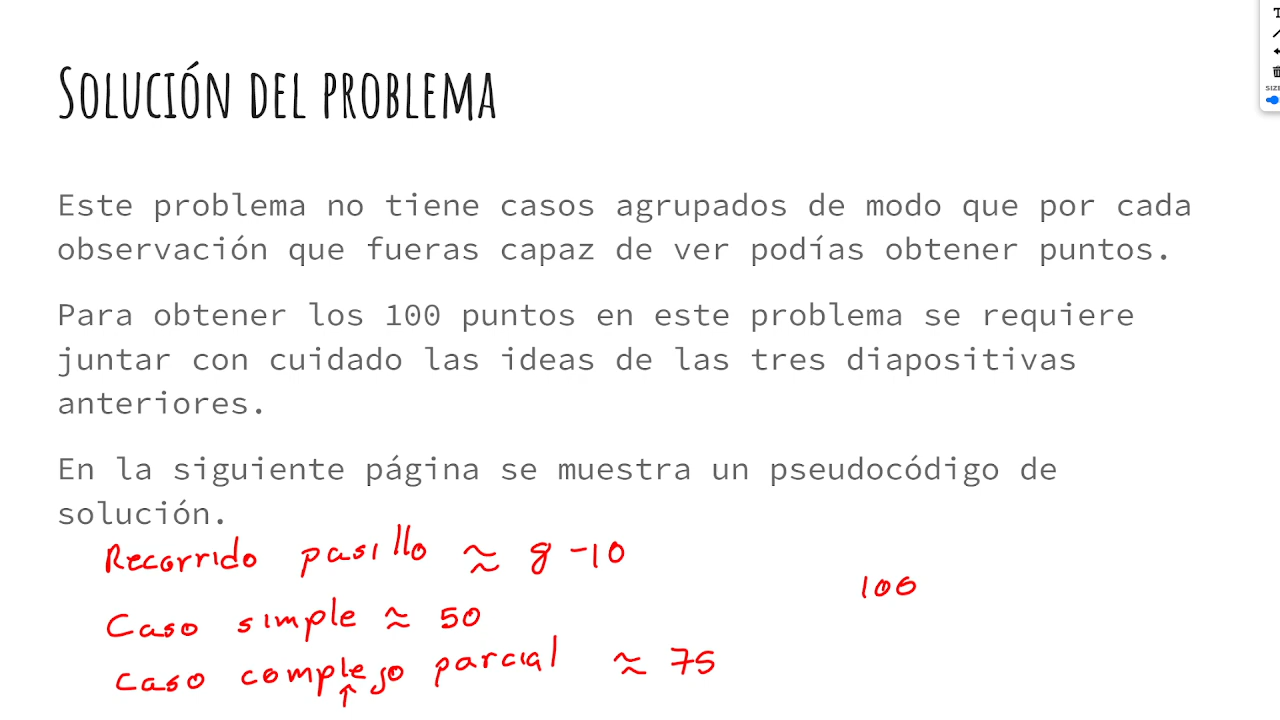 SOLUCIÓN DEL PROBLEMA
Este problema no tiene casos agrupados de modo que por cada
observación que fueras capaz de ver podías obtener puntos.
Para obtener los 100 puntos en este problema se requiere
juntar con cuidado las ideas de las tres diapositivas
anteriores.
En la siguiente página se muestra un pseudocódigo de
solución.
Recorrido pasillo ≈ 8 -10
100
Caso simple ≈ 50
caso complejo parcial ≈ 75
SIZE